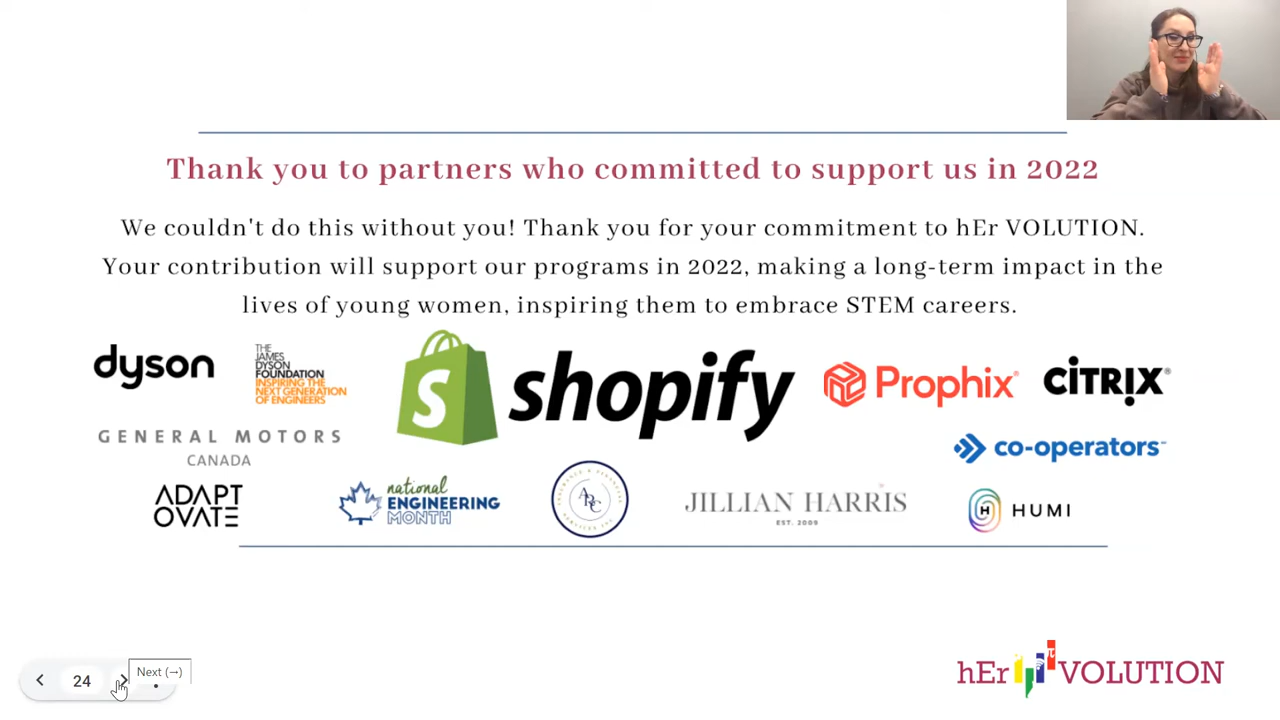 Thank you to partners who committed to support us in 2022
We couldn't do this without you! Thank you for your commitment to hEr VOLUTION.
Your contribution will support our programs in 2022, making a long-term impact in the
lives of young women, inspiring them to embrace STEM careers.
dyson
THE
JAMES
DYSON
FOUNDATION
INSPIRING THE
NEXT GENERATION
OF ENGINEERS
S shopify
Prophix®
CITRIX®
GENERAL MOTORS
CANADA
co-operators™
ADAPT
OVATE
national
ENGINEERING
MONTH
ARC
JILLIAN HARRIS
EST. 2009
H HUMI
hEr VOLUTION
π
24
Next (→)